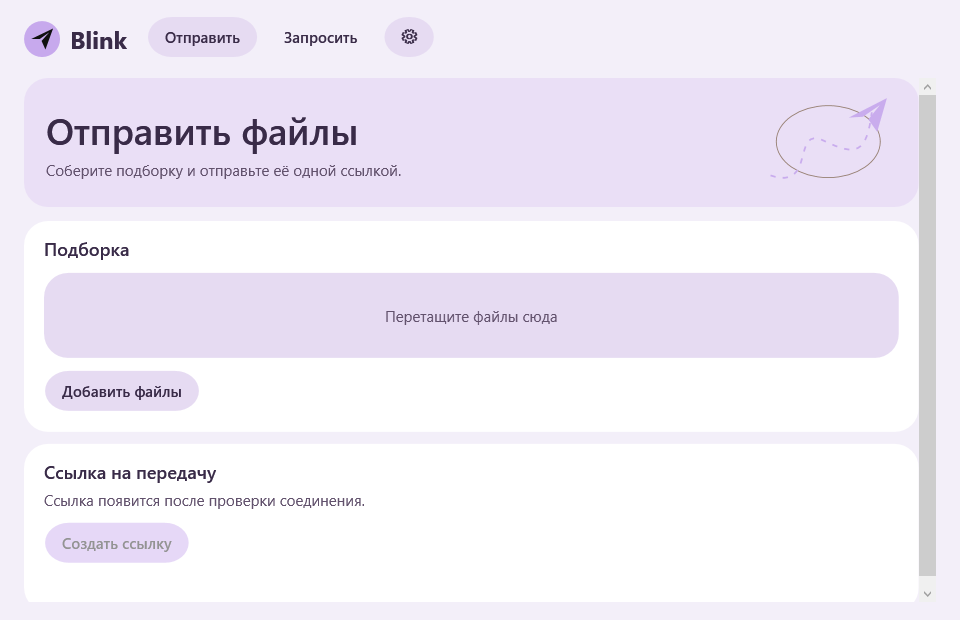 Blink
Отправить
Запросить
Отправить файлы
Соберите подборку и отправьте её одной ссылкой.
Подборка
Перетащите файлы сюда
Добавить файлы
Ссылка на передачу
Ссылка появится после проверки соединения.
Создать ссылку